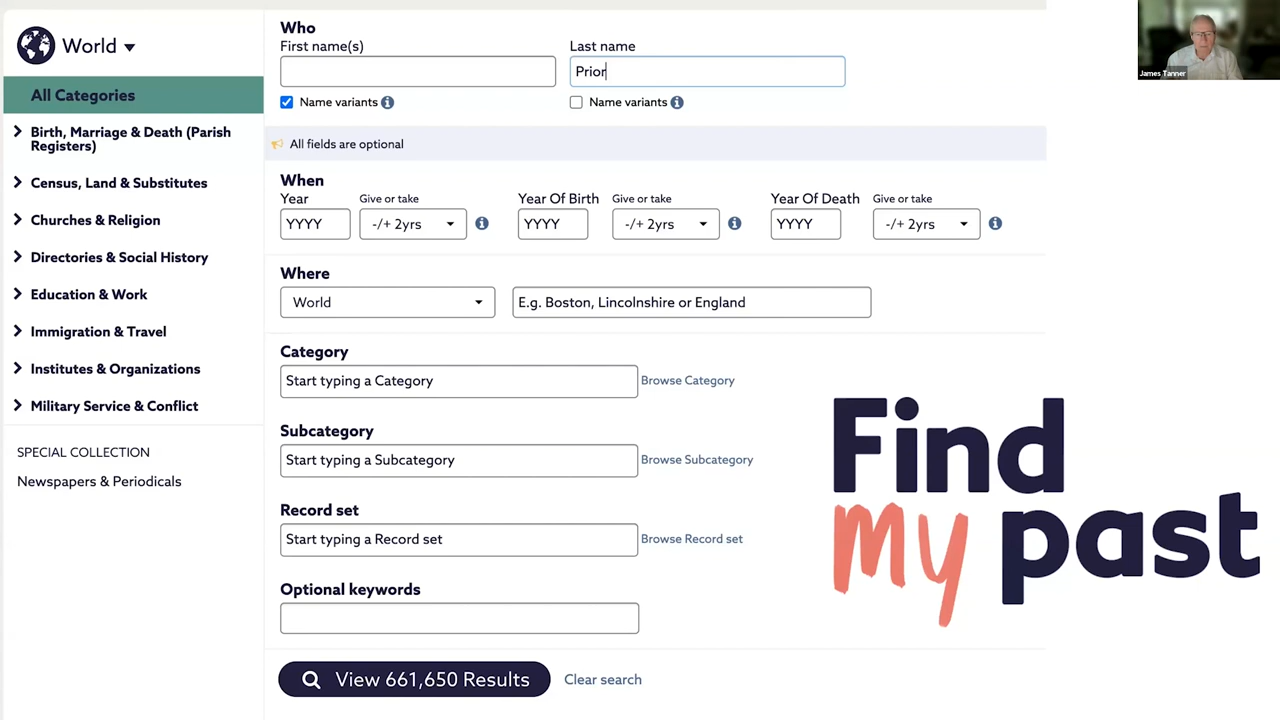 World
All Categories
Birth, Marriage & Death (Parish
Registers)
Census, Land & Substitutes
Churches & Religion
Directories & Social History
Education & Work
Immigration & Travel
Institutes & Organizations
Military Service & Conflict
SPECIAL COLLECTION
Newspapers & Periodicals
Who
First name(s) Last name
Prior
Name variants Name variants
All fields are optional
When
Year Give or take Year Of Birth Give or take Year Of Death Give or take
YYYY -/+ 2yrs YYYY -/+ 2yrs YYYY -/+ 2yrs
Where
World E.g. Boston, Lincolnshire or England
Category
Start typing a Category Browse Category
Subcategory
Start typing a Subcategory Browse Subcategory
Record set
Start typing a Record set Browse Record set
Optional keywords
View 661,650 Results Clear search
Find
my past
James Tanner